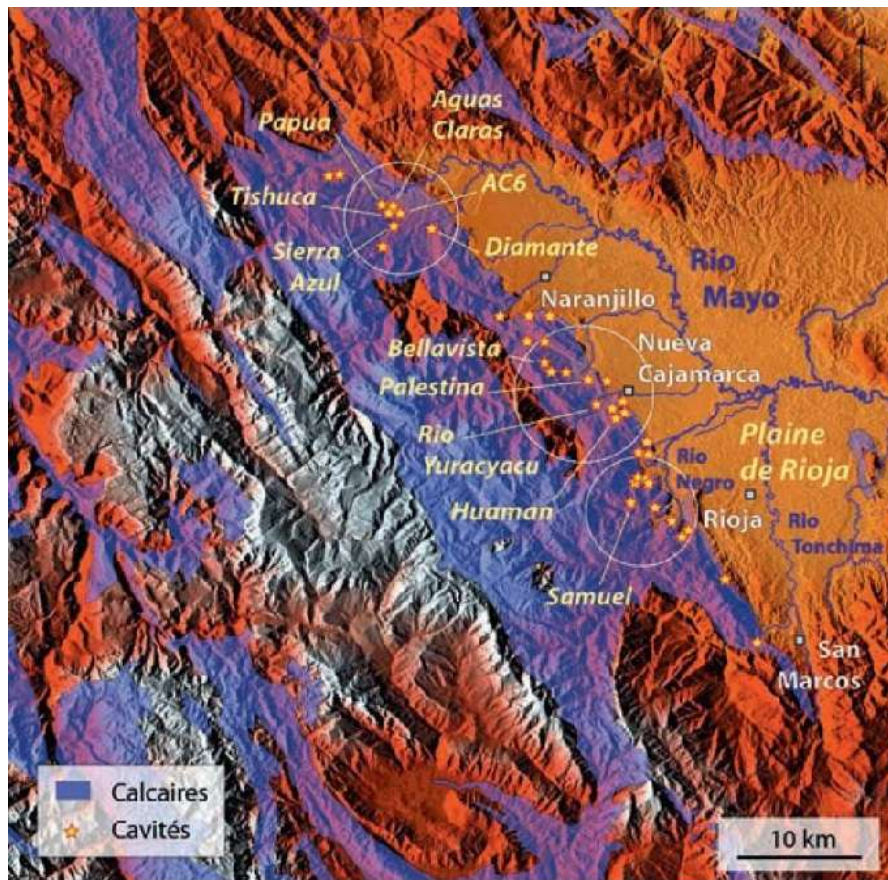 Aguas
Claras
Papua
AC6
Tishuca
Sierra
Azul
Diamante
Rio
Mayo
Naranjillo
Nueva
Cajamarca
Bellavista
Palestina
Rio
Yuracyacu
Plaine
de Rioja
Rio
Negro
Huaman
Rioja
Rio
Tonchima
Samuel
San
Marcos
Calcaires
Cavités
10 km